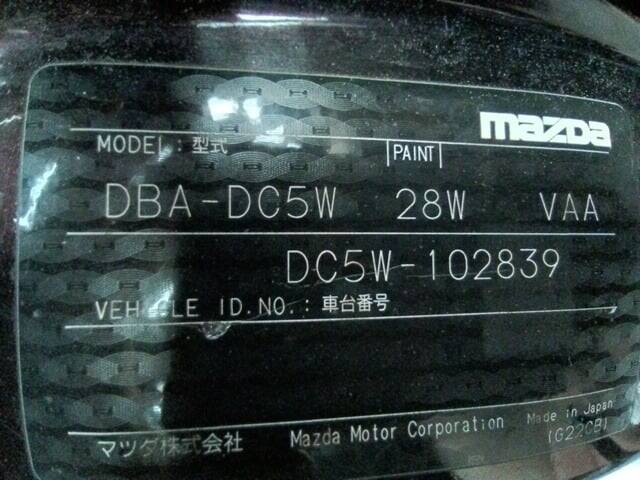 mazda
MODEL : 型式 PAINT
DBA-DC5W 28W VAA
DC5W-102839
VEHICLE ID.NO. : 車台番号
マツダ株式会社 Mazda Motor Corporation Made in Japan
(G22CB)